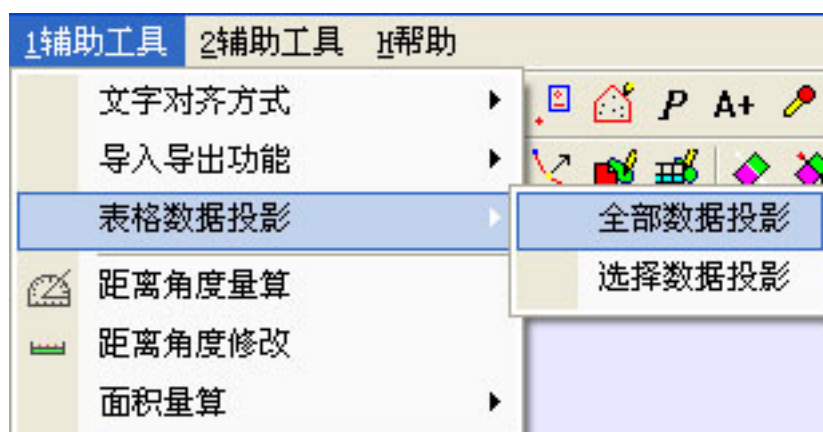 1辅助工具 2辅助工具 H帮助
文字对齐方式
P A+
导入导出功能
表格数据投影
全部数据投影
选择数据投影
距离角度量算
距离角度修改
面积量算